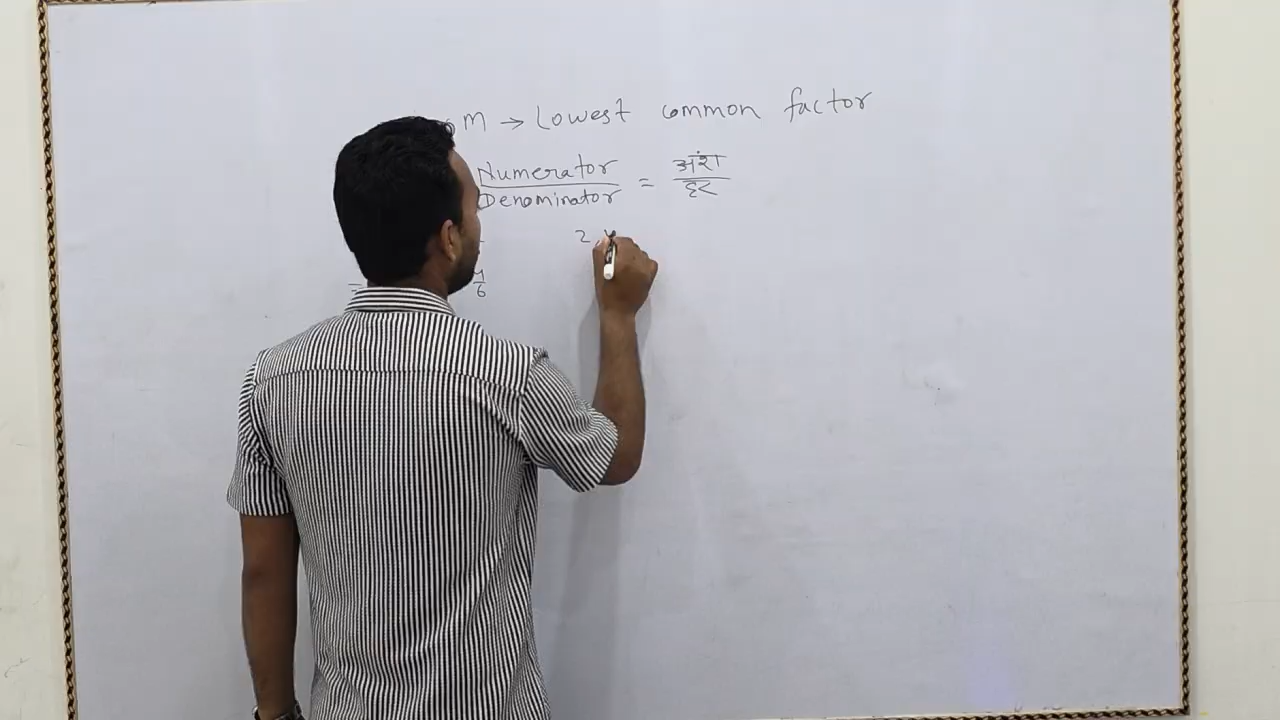 M → Lowest common factor
Numerator = अंश
Denominator हर
2
4
6